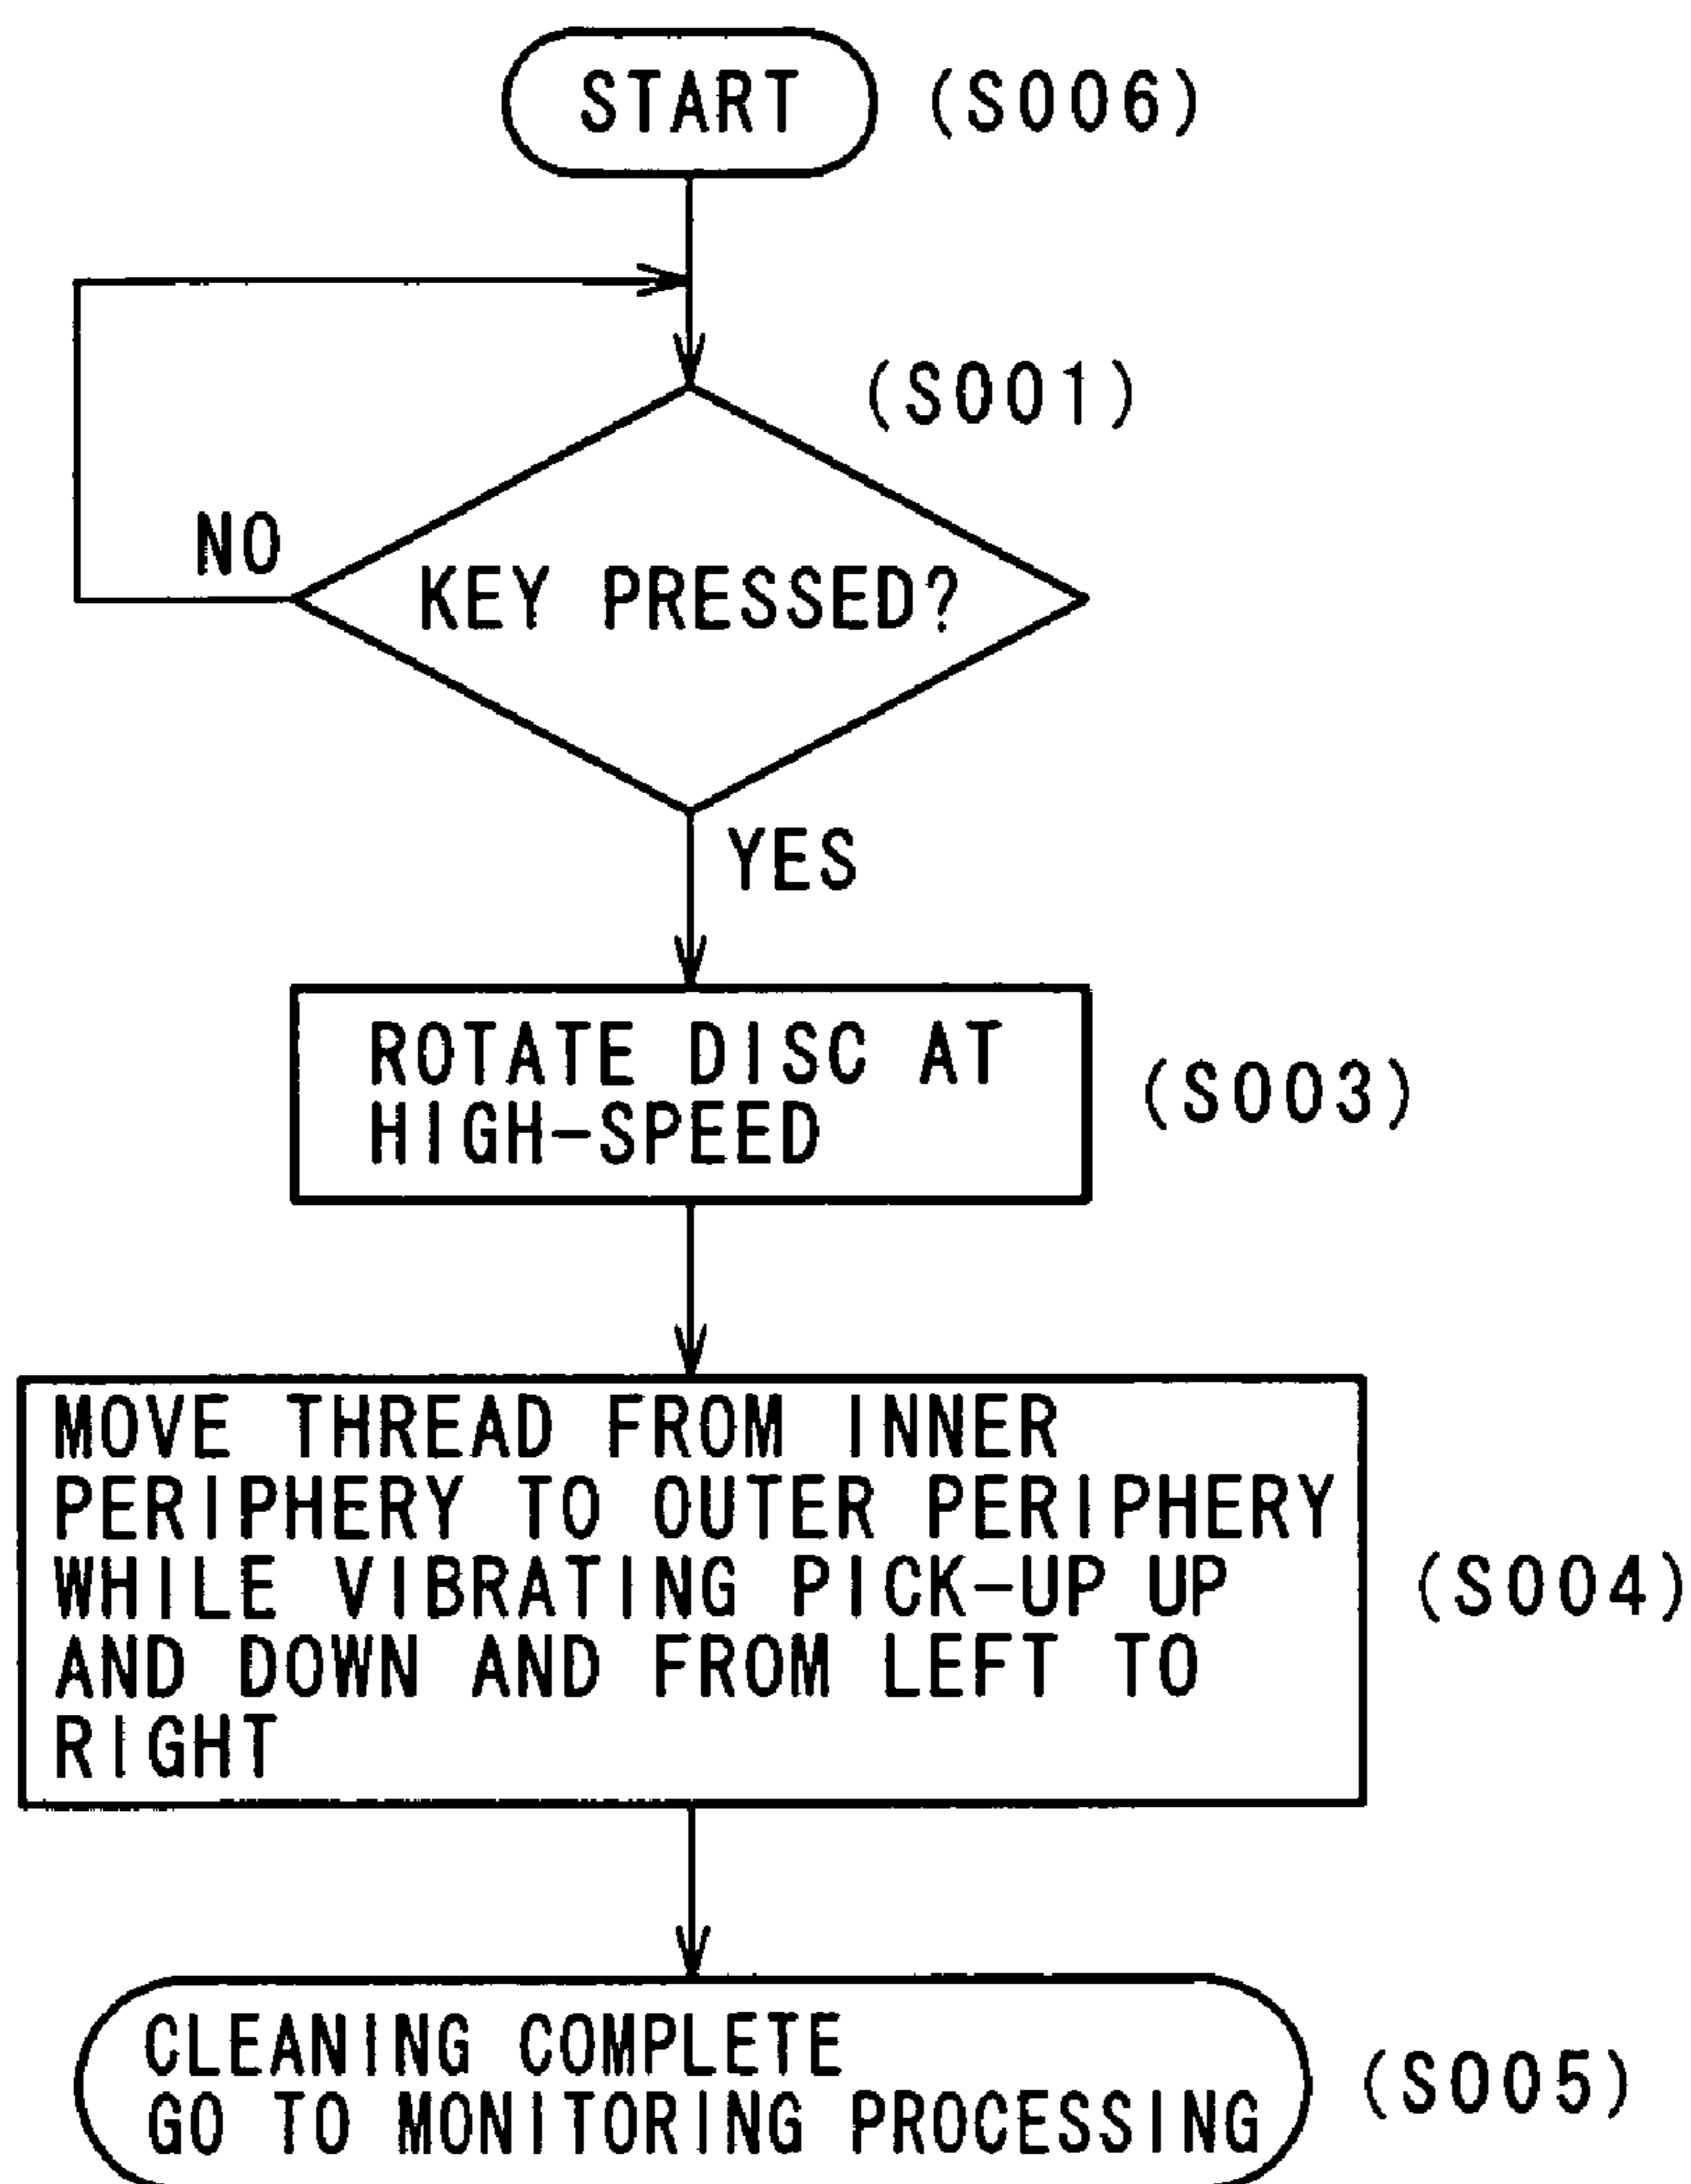 START (S006)
(S001)
NO
KEY PRESSED?
YES
ROTATE DISC AT
HIGH-SPEED
(S003)
MOVE THREAD FROM INNER
PERIPHERY TO OUTER PERIPHERY
WHILE VIBRATING PICK-UP UP
AND DOWN AND FROM LEFT TO
RIGHT
(S004)
CLEANING COMPLETE
GO TO MONITORING PROCESSING
(S005)